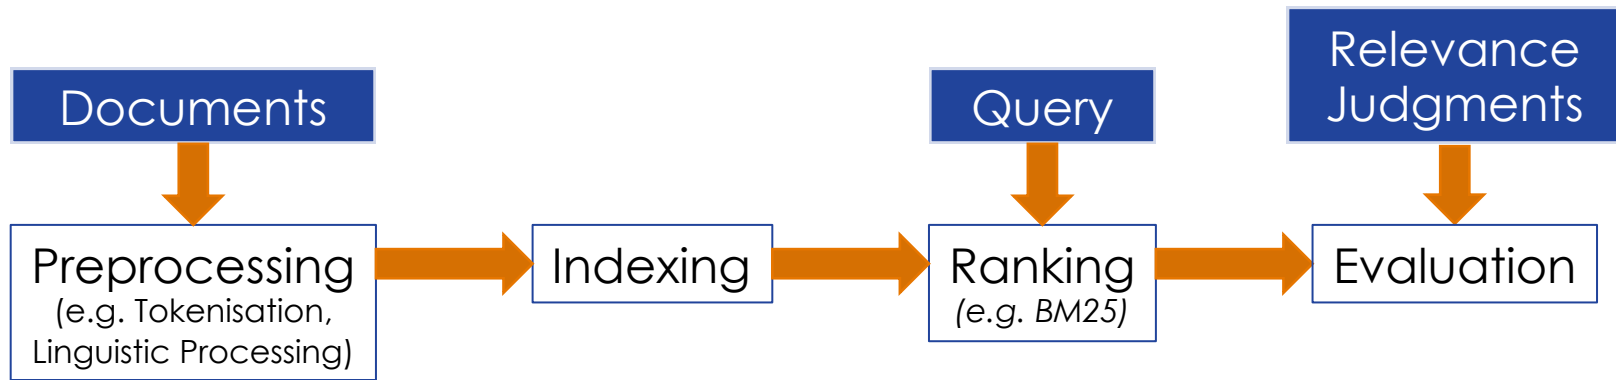 Documents
Query
Relevance
Judgments
Preprocessing
(e.g. Tokenisation,
Linguistic Processing)
Indexing
Ranking
(e.g. BM25)
Evaluation